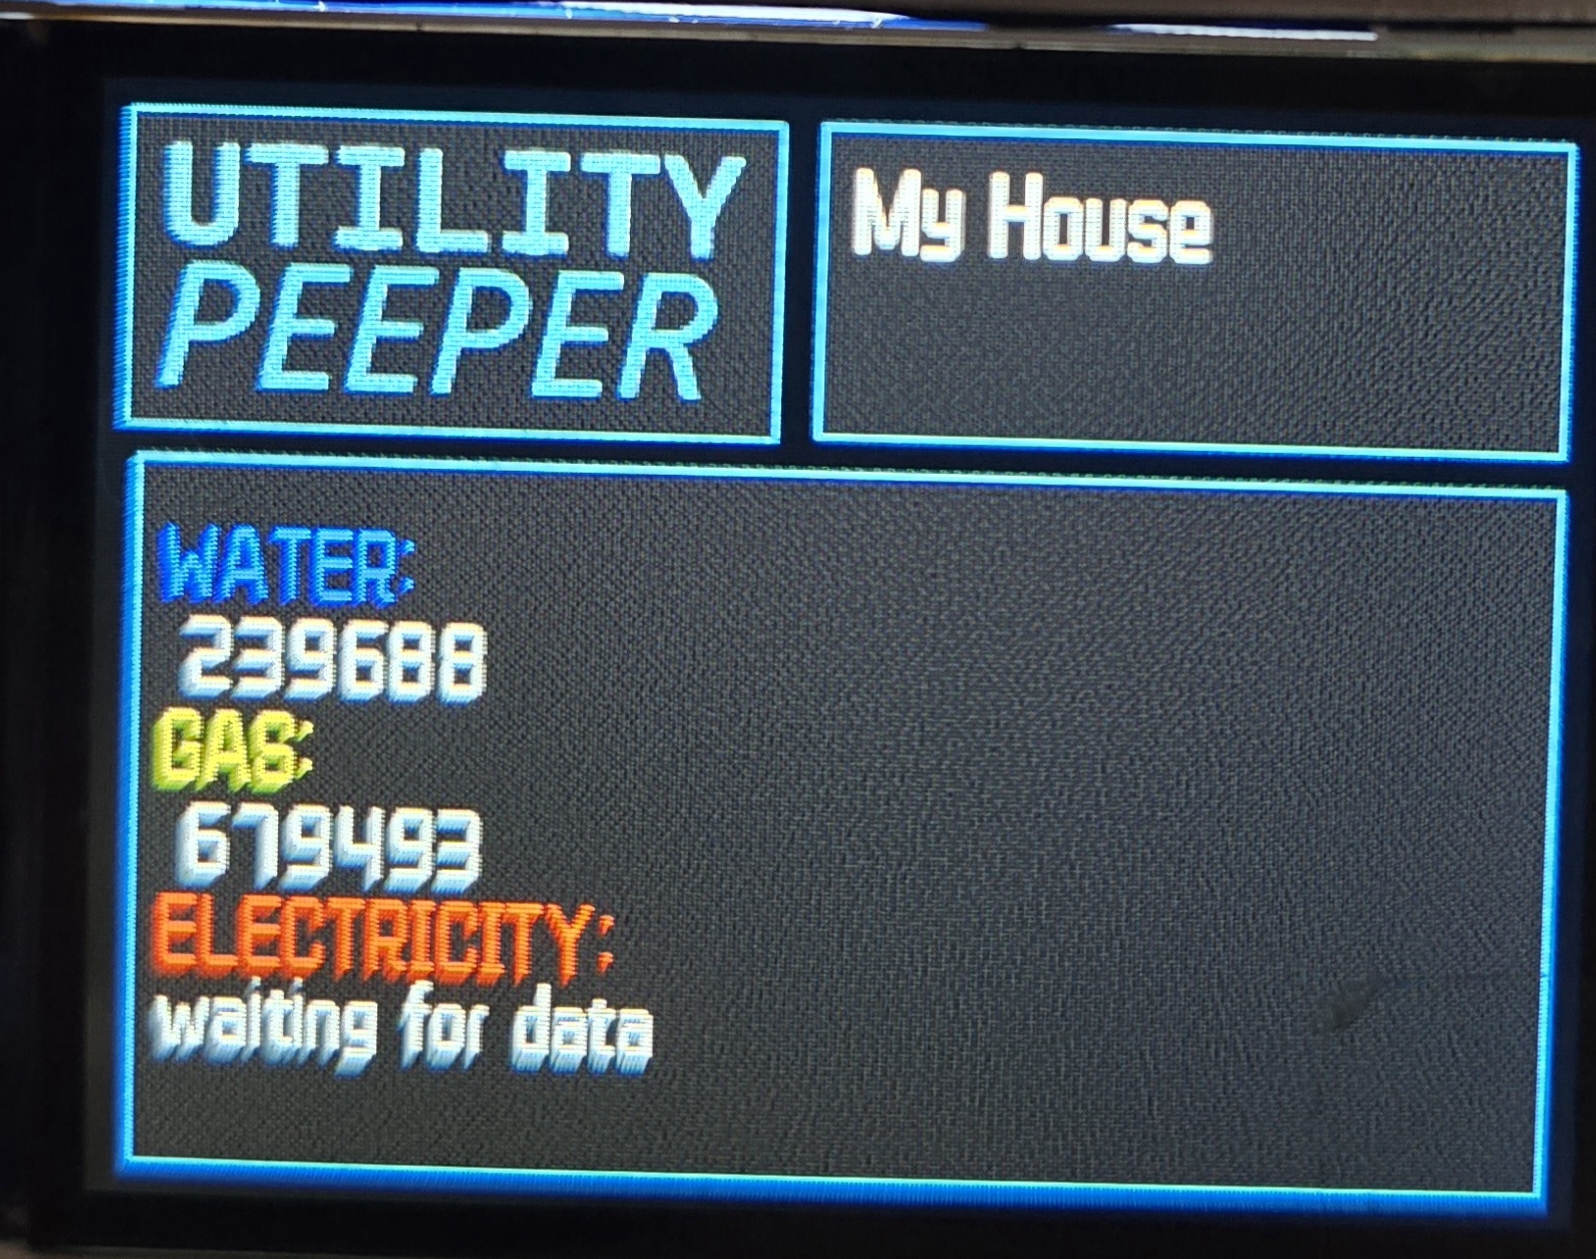 UTILITY
PEEPER
My House
WATER:
239688
GAS:
679493
ELECTRICITY:
waiting for data